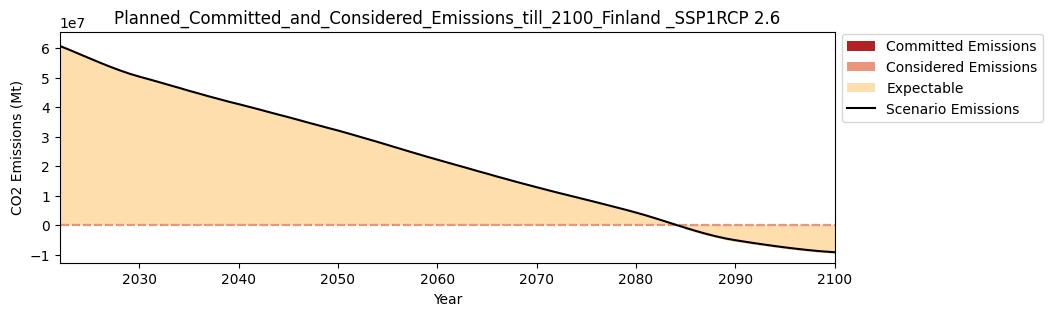 Planned_Committed_and_Considered_Emissions_till_2100_Finland _SSP1RCP 2.6
1e7
6
5
4
3
2
1
0
−1
CO2 Emissions (Mt)
2030 2040 2050 2060 2070 2080 2090 2100
Year
Committed Emissions
Considered Emissions
Expectable
Scenario Emissions